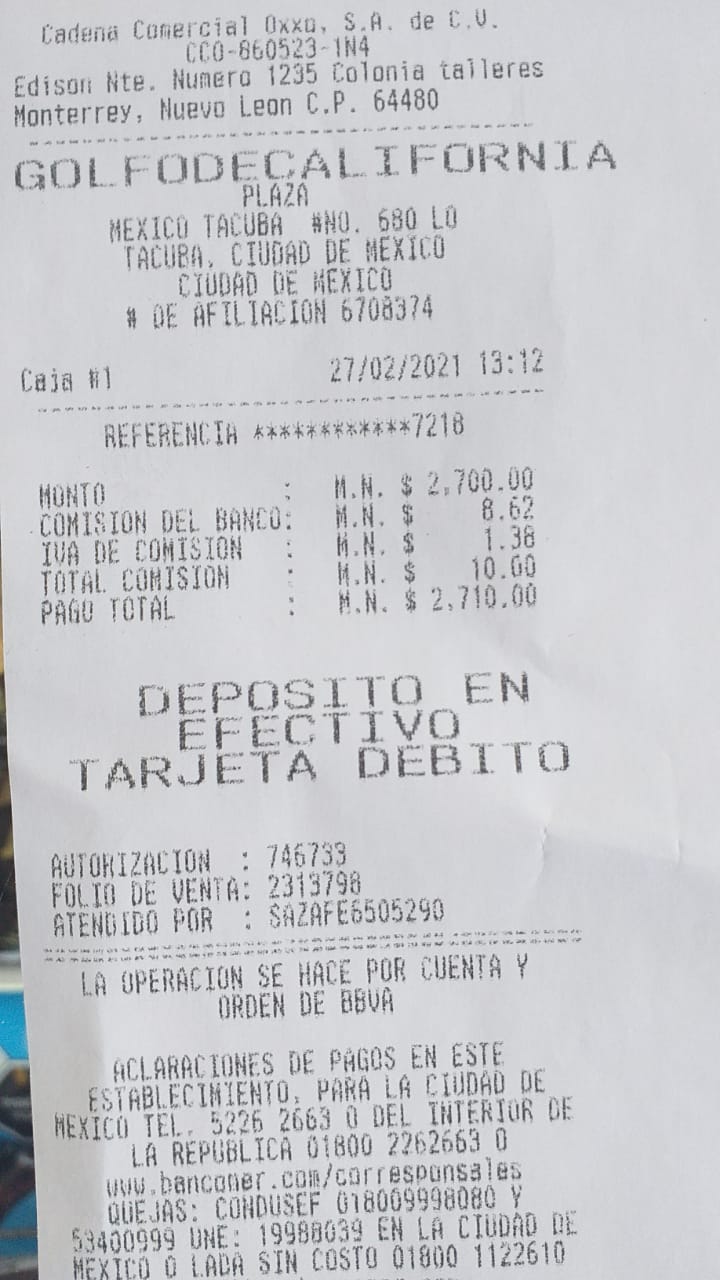 Cadena Comercial Oxxo, S.A. de C.V.
CCO-860523-1N4
Edison Nte. Numero 1235 Colonia talleres
Monterrey, Nuevo Leon C.P. 64480
GOLFODECALIFORNIA
PLAZA
MEXICO TACUBA #NO. 680 LO
TACUBA, CIUDAD DE MEXICO
CIUDAD DE MEXICO
# DE AFILIACION 6708374
Caja #1 27/02/2021 13:12
REFERENCIA ************7218
MONTO : M.N. $ 2,700.00
COMISION DEL BANCO: M.N. $ 8.62
IVA DE COMISION : M.N. $ 1.38
TOTAL COMISION : M.N. $ 10.00
PAGO TOTAL : M.N. $ 2,710.00
DEPOSITO EN
EFECTIVO
TARJETA DEBITO
AUTORIZACION : 746733
FOLIO DE VENTA: 2313798
ATENDIDO POR : SAZAFE6505290
LA OPERACION SE HACE POR CUENTA Y
ORDEN DE BBVA
ACLARACIONES DE PAGOS EN ESTE
ESTABLECIMIENTO, PARA LA CIUDAD DE
MEXICO TEL. 5226 2663 O DEL INTERIOR DE
LA REPUBLICA 01800 2262663 O
www.bancomer.com/corresponsales
QUEJAS: CONDUSEF 018009998080 Y
53400999 UNE: 19988039 EN LA CIUDAD DE
MEXICO O LADA SIN COSTO 01800 1122610